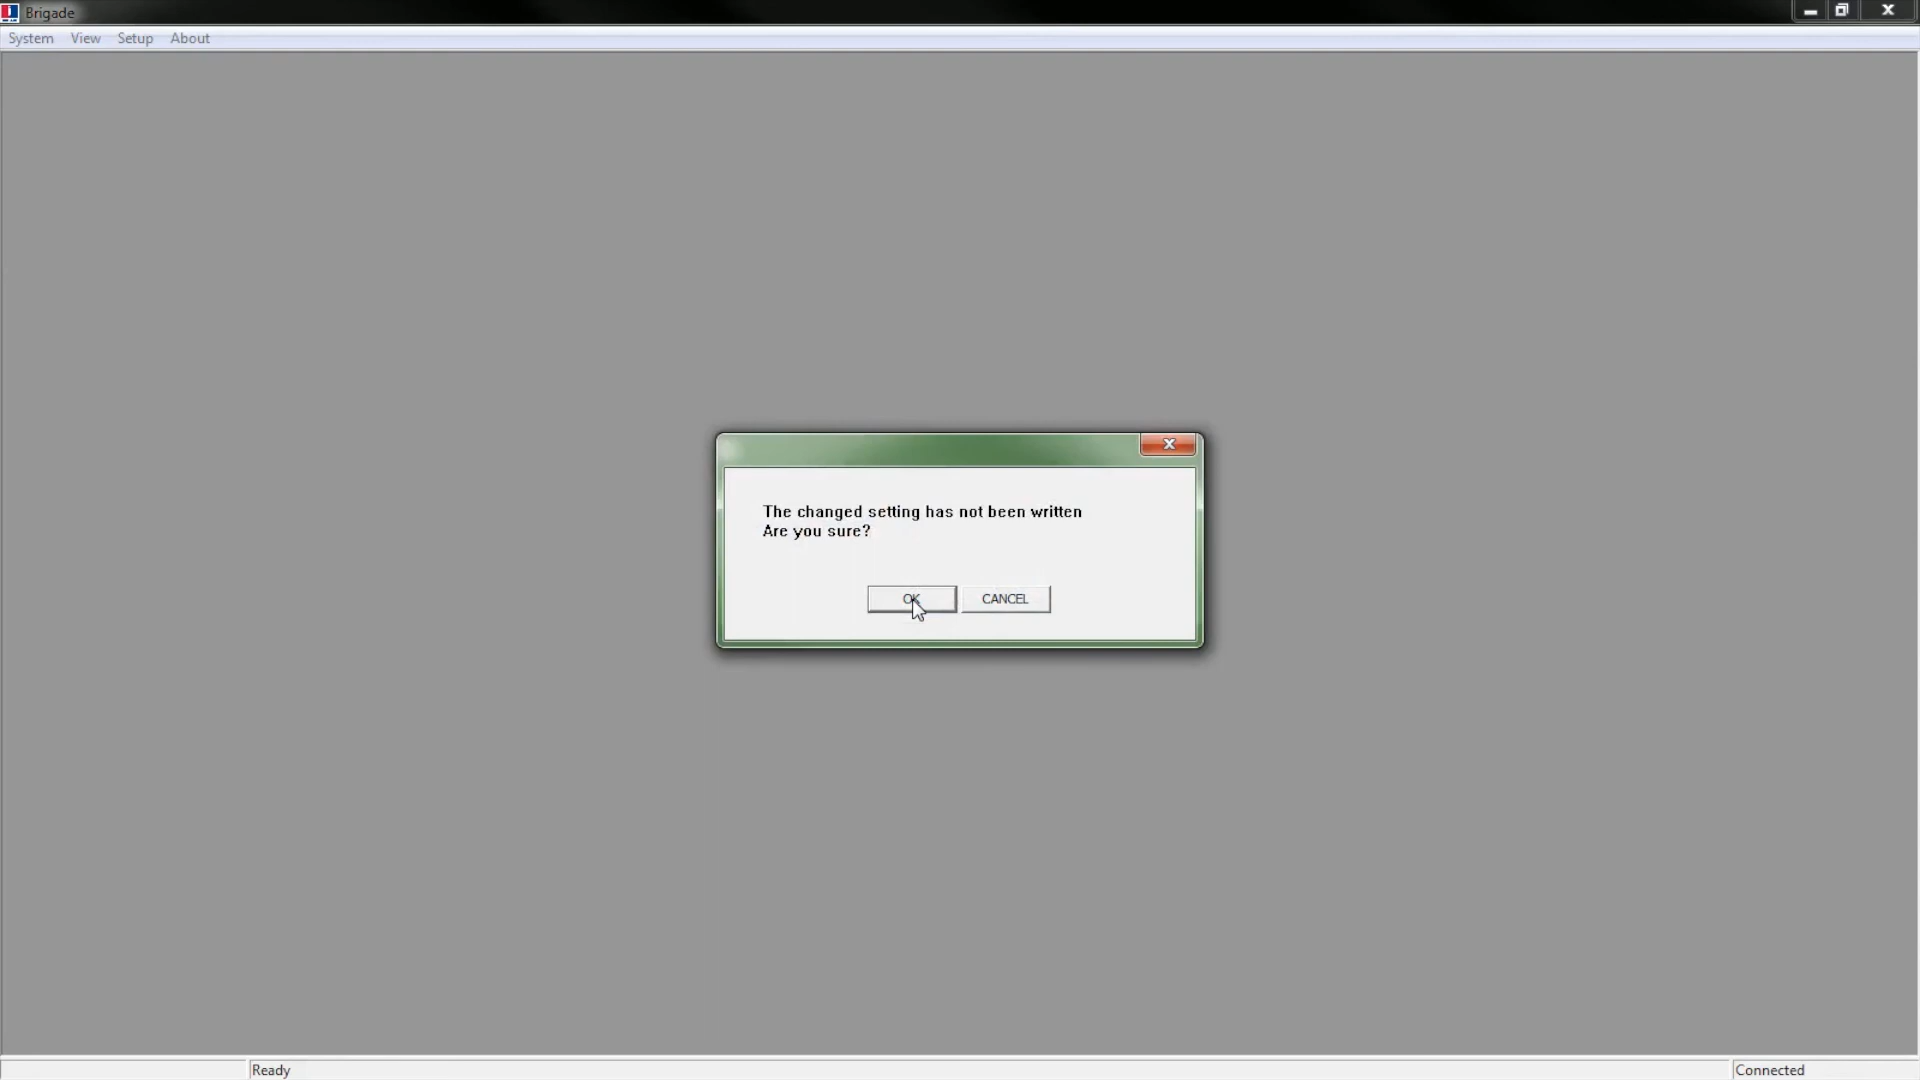 Brigade
System View Setup About
The changed setting has not been written
Are you sure?
OK CANCEL
Ready Connected